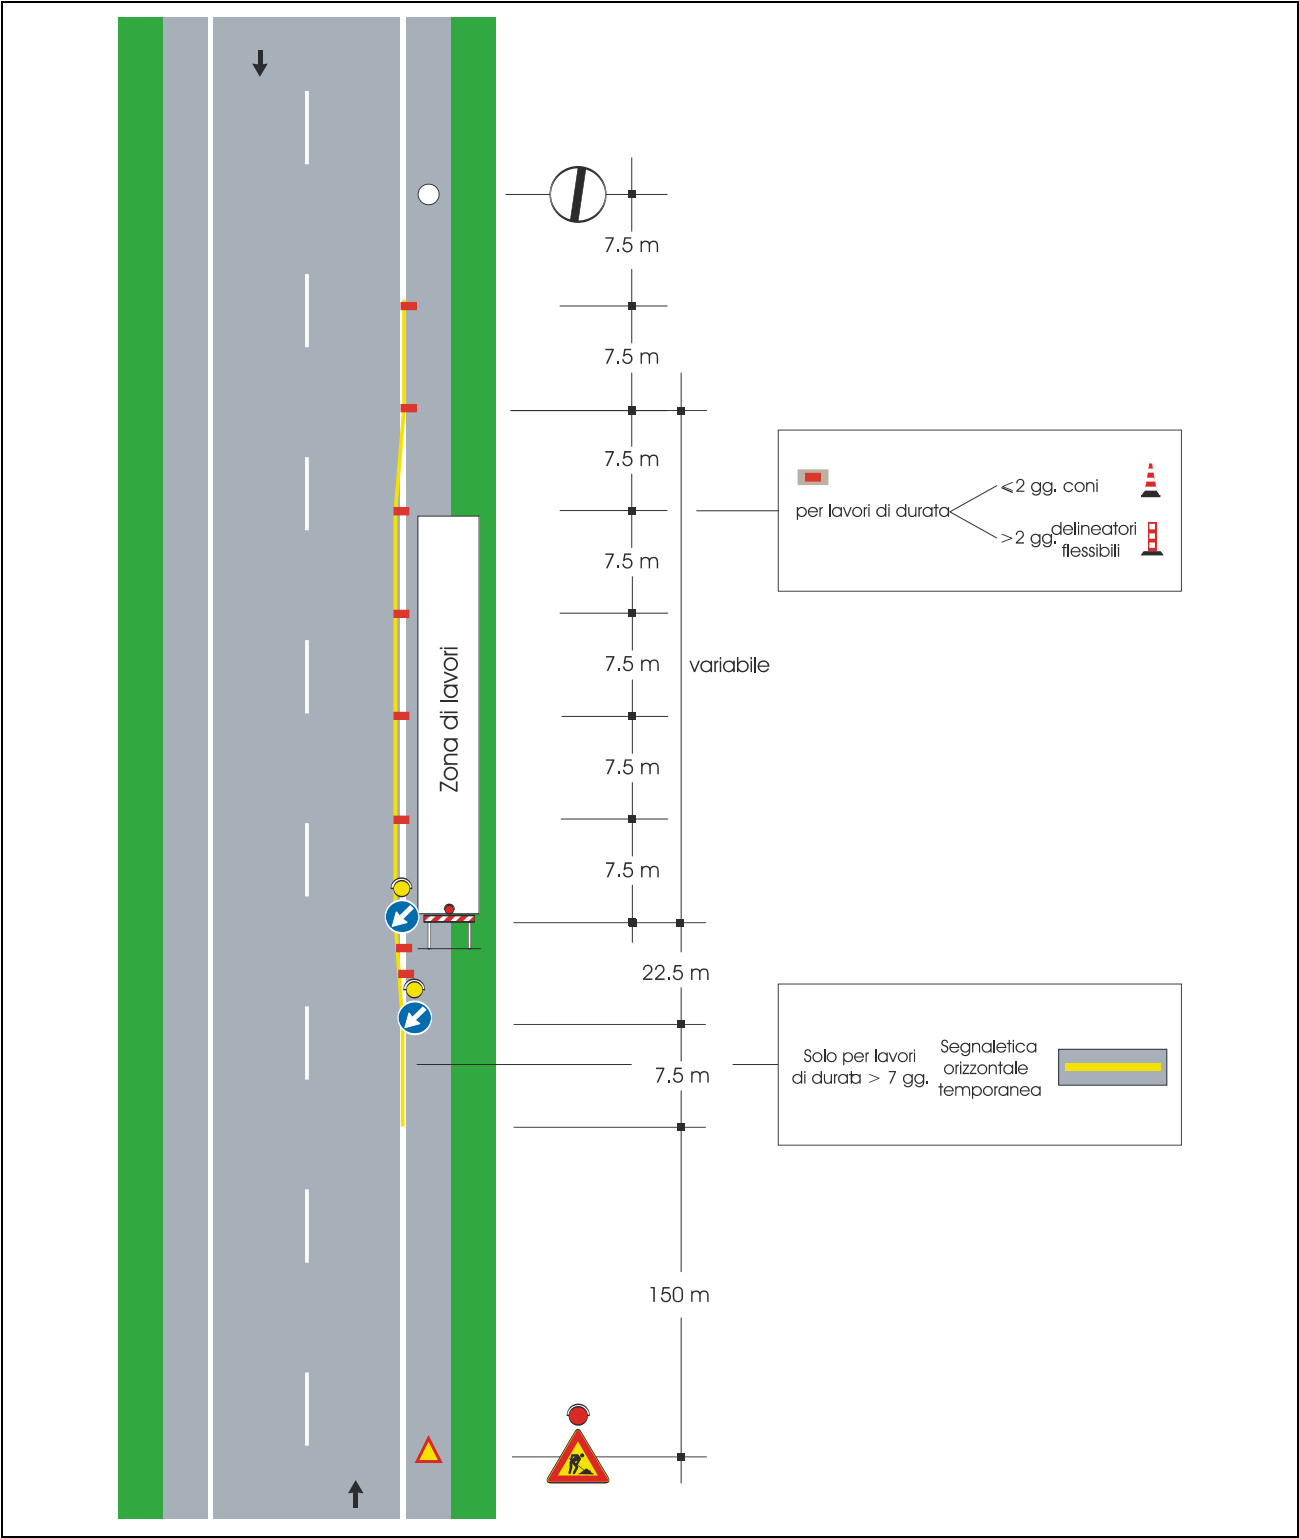 7.5 m
7.5 m
7.5 m
⩽2 gg. coni
per lavori di durata
>2 gg.
delineatori
flessibili
7.5 m
7.5 m
variabile
Zona di lavori
7.5 m
7.5 m
22.5 m
Solo per lavori
di durata > 7 gg.
Segnaletica
orizzontale
temporanea
7.5 m
150 m